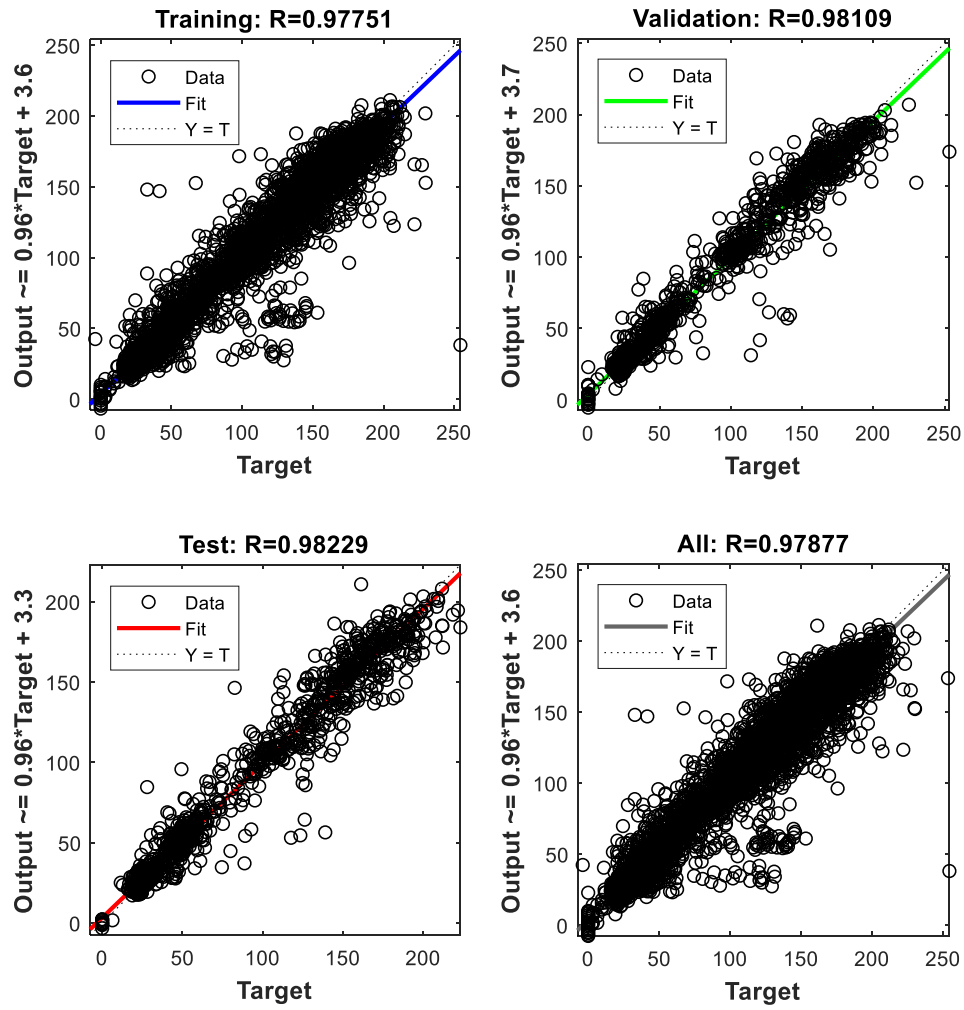 Training: R=0.97751
Output ~= 0.96*Target + 3.6
250
200
150
100
50
0
Data
Fit
Y = T
0 50 100 150 200 250
Target
Validation: R=0.98109
Output ~= 0.96*Target + 3.7
250
200
150
100
50
0
Data
Fit
Y = T
0 50 100 150 200 250
Target
Test: R=0.98229
Output ~= 0.96*Target + 3.3
200
150
100
50
0
Data
Fit
Y = T
0 50 100 150 200
Target
All: R=0.97877
Output ~= 0.96*Target + 3.6
250
200
150
100
50
0
Data
Fit
Y = T
0 50 100 150 200 250
Target